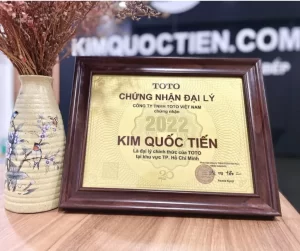 KIMQUOCTIEN.COM
TOTO
CHỨNG NHẬN ĐẠI LÝ
CÔNG TY TNHH TOTO VIỆT NAM
chứng nhận
2022
KIM QUỐC TIẾN
Là đại lý chính thức của TOTO
tại khu vực TP. Hồ Chí Minh